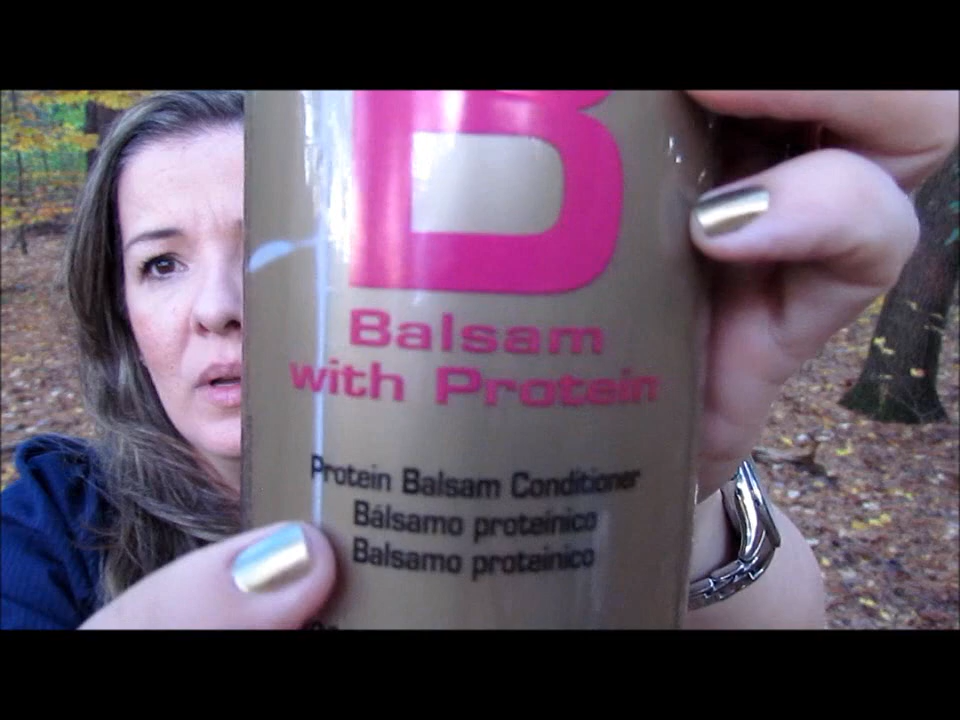 B
Balsam
with Protein
Protein Balsam Conditioner
Bálsamo proteínico
Balsamo proteinico